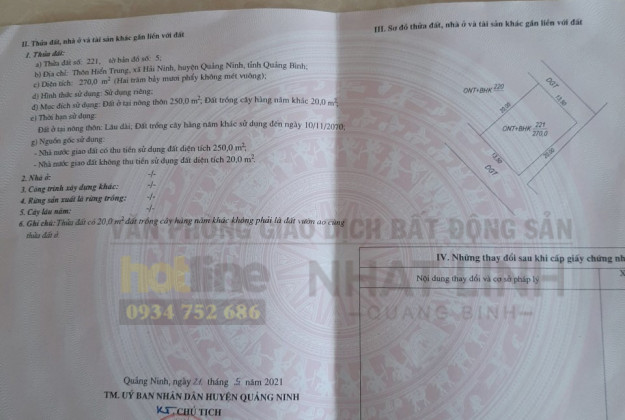 II. Thửa đất, nhà ở và tài sản khác gắn liền với đất
1. Thửa đất:
a) Thửa đất số: 221, tờ bản đồ số: 5;
b) Địa chỉ: Thôn Hiển Trung, xã Hải Ninh, huyện Quảng Ninh, tỉnh Quảng Bình;
c) Diện tích: 270,0 m² (Hai trăm bảy mươi phẩy không mét vuông);
d) Hình thức sử dụng: Sử dụng riêng;
đ) Mục đích sử dụng: Đất ở tại nông thôn 250,0 m²; Đất trồng cây hàng năm khác 20,0 m²;
e) Thời hạn sử dụng:
Đất ở tại nông thôn: Lâu dài, Đất trồng cây hàng năm khác sử dụng đến ngày 10/11/2070;
g) Nguồn gốc sử dụng:
- Nhà nước giao đất có thu tiền sử dụng đất diện tích 250,0 m²;
- Nhà nước giao đất không thu tiền sử dụng đất diện tích 20,0 m².
2. Nhà ở: -/-
3. Công trình xây dựng khác: -/-
4. Rừng sản xuất là rừng trồng: -/-
5. Cây lâu năm: -/-
6. Ghi chú: Thửa đất có 20,0 m² đất trồng cây hàng năm khác không phải là đất vườn ao cùng
thửa đất ở
Quảng Ninh, ngày 21 tháng 5 năm 2021
TM. UỶ BAN NHÂN DÂN HUYỆN QUẢNG NINH
KT. CHỦ TỊCH
III. Sơ đồ thửa đất, nhà ở và tài sản khác gắn liền với đất
ONT+BHK 220
DGT
20,00
13,50
ONT+BHK 221
270,0
13,50
20,00
DGT
IV. Những thay đổi sau khi cấp giấy chứng nh
Nội dung thay đổi và cơ sở pháp lý
X
VĂN PHÒNG GIAO DỊCH BẤT ĐỘNG SẢN
hotline
0934 752 686
NHẬT LINH
QUẢNG BÌNH